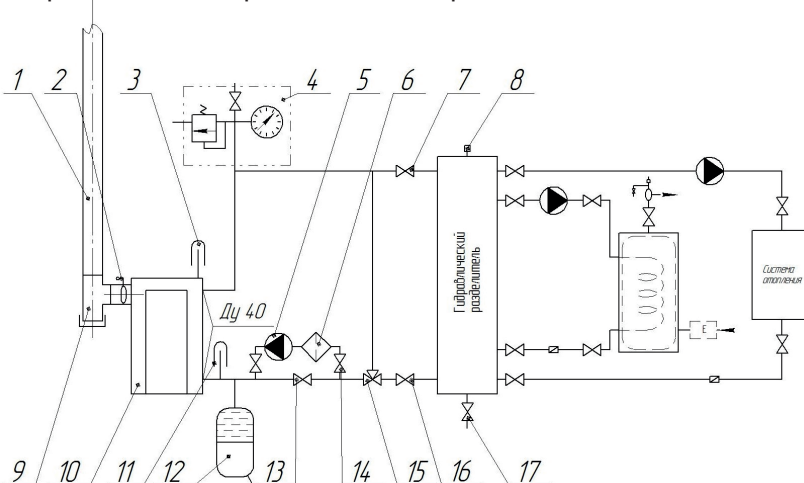 1 2 3 4 5 6 7 8
Гидравлический
разделитель
Система
отопления
Ду 40
E
9 10 11 12 13 14 15 16 17